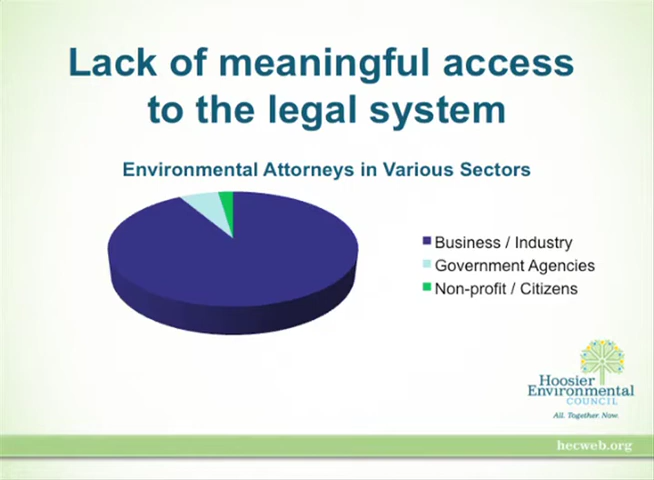 Lack of meaningful access
to the legal system
Environmental Attorneys in Various Sectors
Business / Industry
Government Agencies
Non-profit / Citizens
Hoosier
Environmental
COUNCIL
All. Together. Now.
hecweb.org